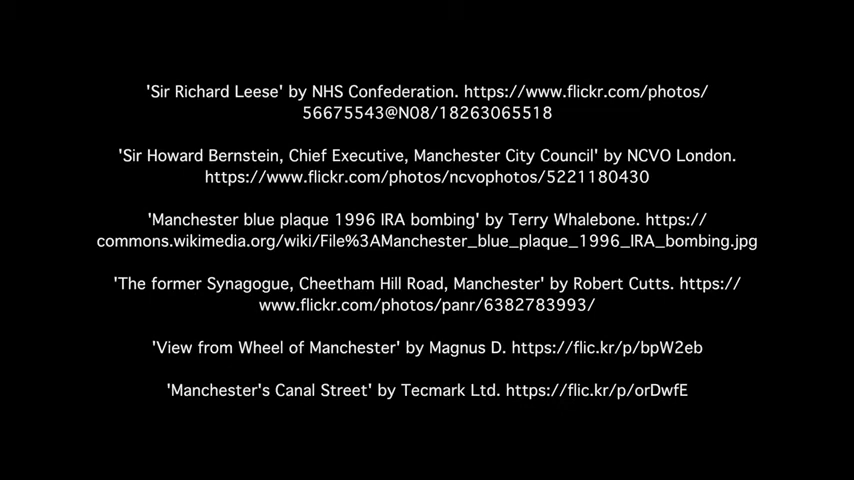 'Sir Richard Leese' by NHS Confederation. https://www.flickr.com/photos/
56675543@N08/18263065518
'Sir Howard Bernstein, Chief Executive, Manchester City Council' by NCVO London.
https://www.flickr.com/photos/ncvophotos/5221180430
'Manchester blue plaque 1996 IRA bombing' by Terry Whalebone. https://
commons.wikimedia.org/wiki/File%3AManchester_blue_plaque_1996_IRA_bombing.jpg
'The former Synagogue, Cheetham Hill Road, Manchester' by Robert Cutts. https://
www.flickr.com/photos/panr/6382783993/
'View from Wheel of Manchester' by Magnus D. https://flic.kr/p/bpW2eb
'Manchester's Canal Street' by Tecmark Ltd. https://flic.kr/p/orDwfE